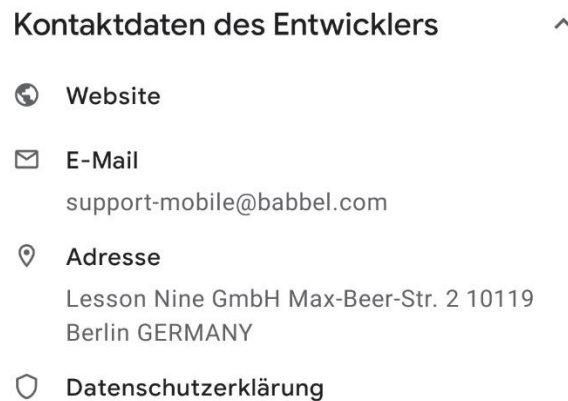 Kontaktdaten des Entwicklers
Website
E-Mail
support-mobile@babbel.com
Adresse
Lesson Nine GmbH Max-Beer-Str. 2 10119
Berlin GERMANY
Datenschutzerklärung